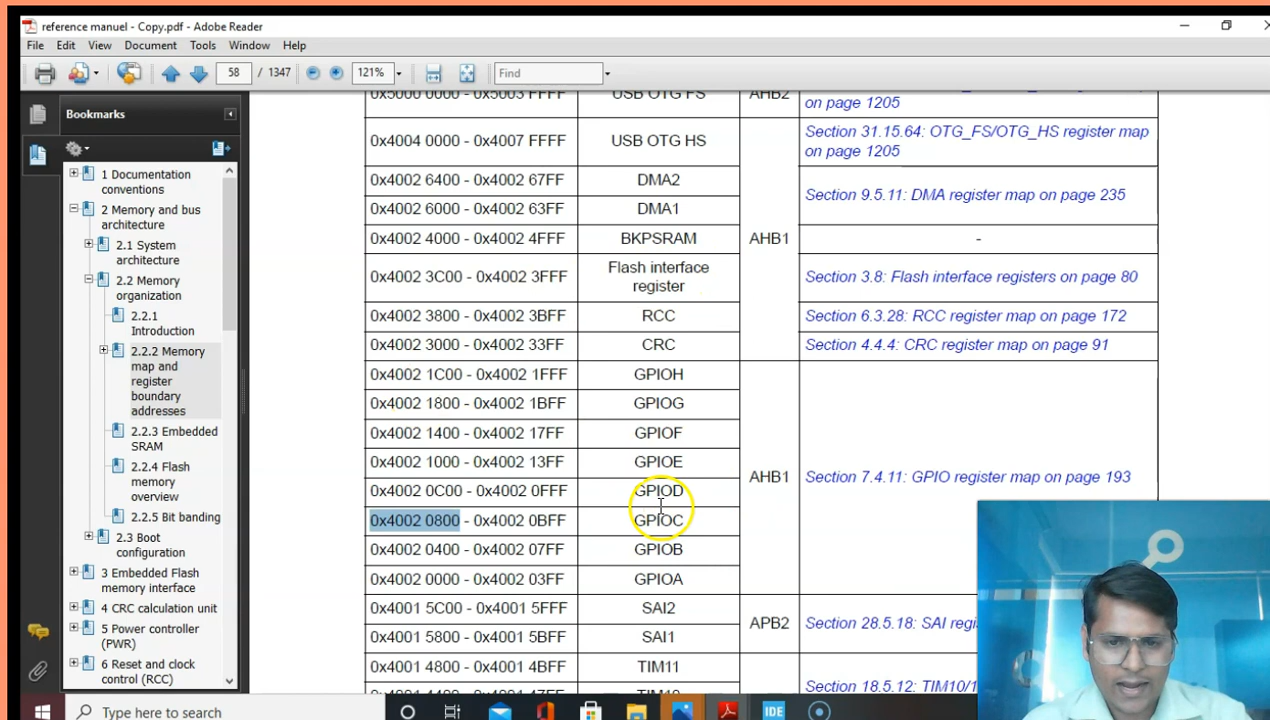 reference manuel - Copy.pdf - Adobe Reader
File Edit View Document Tools Window Help
58 / 1347 121% Find
Bookmarks
1 Documentation
conventions
2 Memory and bus
architecture
2.1 System
architecture
2.2 Memory
organization
2.2.1
Introduction
2.2.2 Memory
map and
register
boundary
addresses
2.2.3 Embedded
SRAM
2.2.4 Flash
memory
overview
2.2.5 Bit banding
2.3 Boot
configuration
3 Embedded Flash
memory interface
4 CRC calculation unit
5 Power controller
(PWR)
6 Reset and clock
control (RCC)
0x5000 0000 - 0x5003 FFFF USB OTG FS AHB2
on page 1205
0x4004 0000 - 0x4007 FFFF USB OTG HS Section 31.15.64: OTG_FS/OTG_HS register map
on page 1205
0x4002 6400 - 0x4002 67FF DMA2
Section 9.5.11: DMA register map on page 235
0x4002 6000 - 0x4002 63FF DMA1
0x4002 4000 - 0x4002 4FFF BKPSRAM AHB1 -
0x4002 3C00 - 0x4002 3FFF Flash interface
register Section 3.8: Flash interface registers on page 80
0x4002 3800 - 0x4002 3BFF RCC Section 6.3.28: RCC register map on page 172
0x4002 3000 - 0x4002 33FF CRC Section 4.4.4: CRC register map on page 91
0x4002 1C00 - 0x4002 1FFF GPIOH
0x4002 1800 - 0x4002 1BFF GPIOG
0x4002 1400 - 0x4002 17FF GPIOF
0x4002 1000 - 0x4002 13FF GPIOE
AHB1 Section 7.4.11: GPIO register map on page 193
0x4002 0C00 - 0x4002 0FFF GPIOD
0x4002 0800 - 0x4002 0BFF GPIOC
0x4002 0400 - 0x4002 07FF GPIOB
0x4002 0000 - 0x4002 03FF GPIOA
0x4001 5C00 - 0x4001 5FFF SAI2
APB2 Section 28.5.18: SAI
0x4001 5800 - 0x4001 5BFF SAI1
0x4001 4800 - 0x4001 4BFF TIM11
Section 18.5.12:
Type here to search
IDE